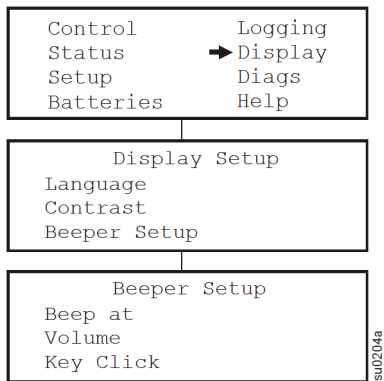 Control Logging
Status Display
Setup Diags
Batteries Help
Display Setup
Language
Contrast
Beeper Setup
Beeper Setup
Beep at
Volume
Key Click
su0204a